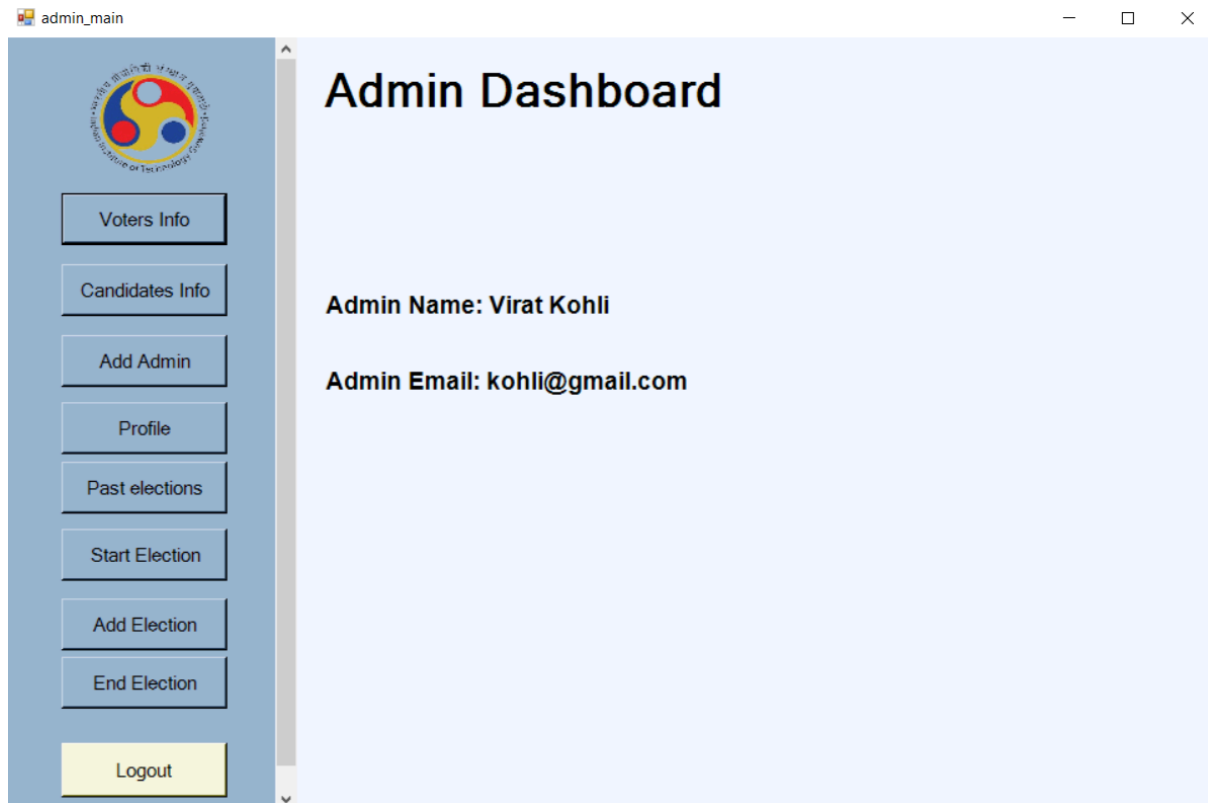 admin_main
Voters Info
Candidates Info
Add Admin
Profile
Past elections
Start Election
Add Election
End Election
Logout
Admin Dashboard
Admin Name: Virat Kohli
Admin Email: kohli@gmail.com